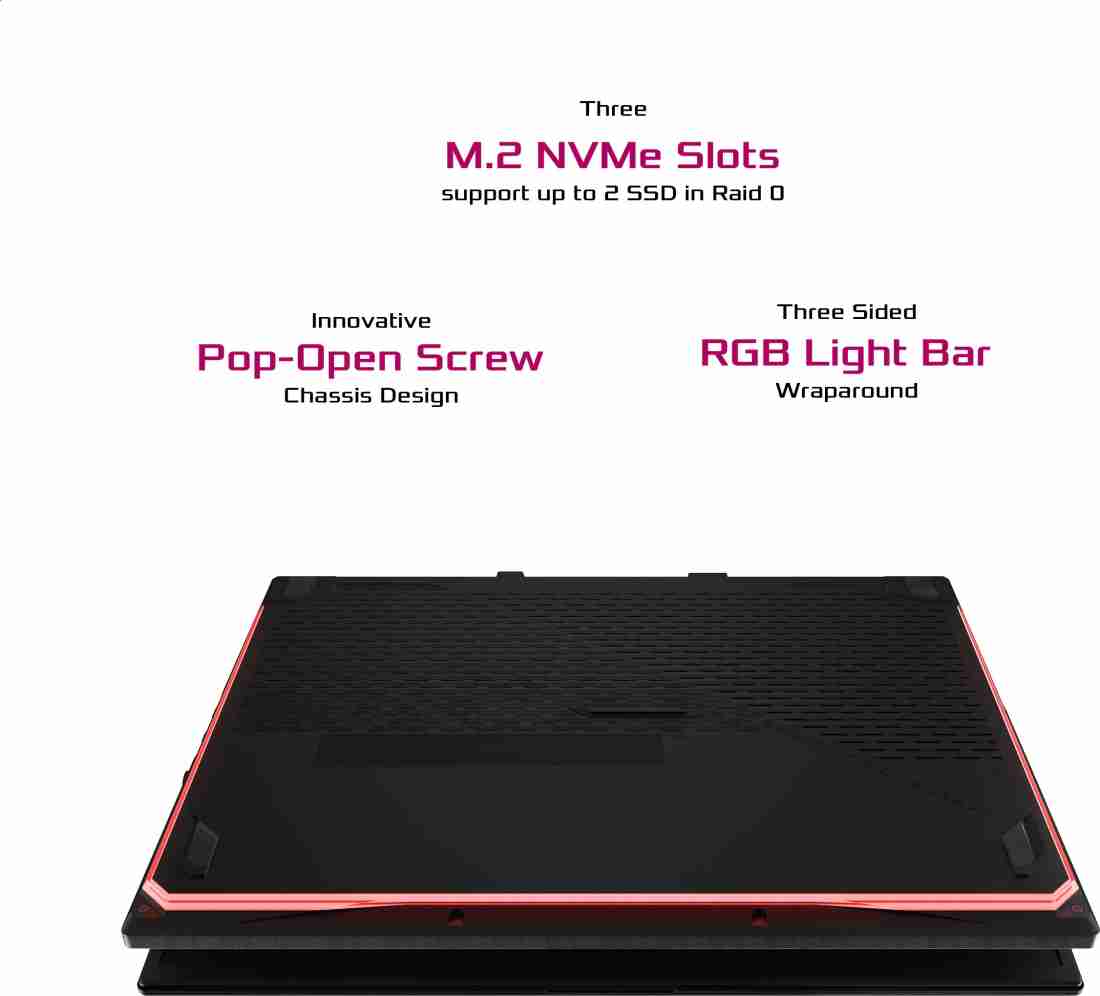 Three
M.2 NVMe Slots
support up to 2 SSD in Raid 0
Innovative
Pop-Open Screw
Chassis Design
Three Sided
RGB Light Bar
Wraparound